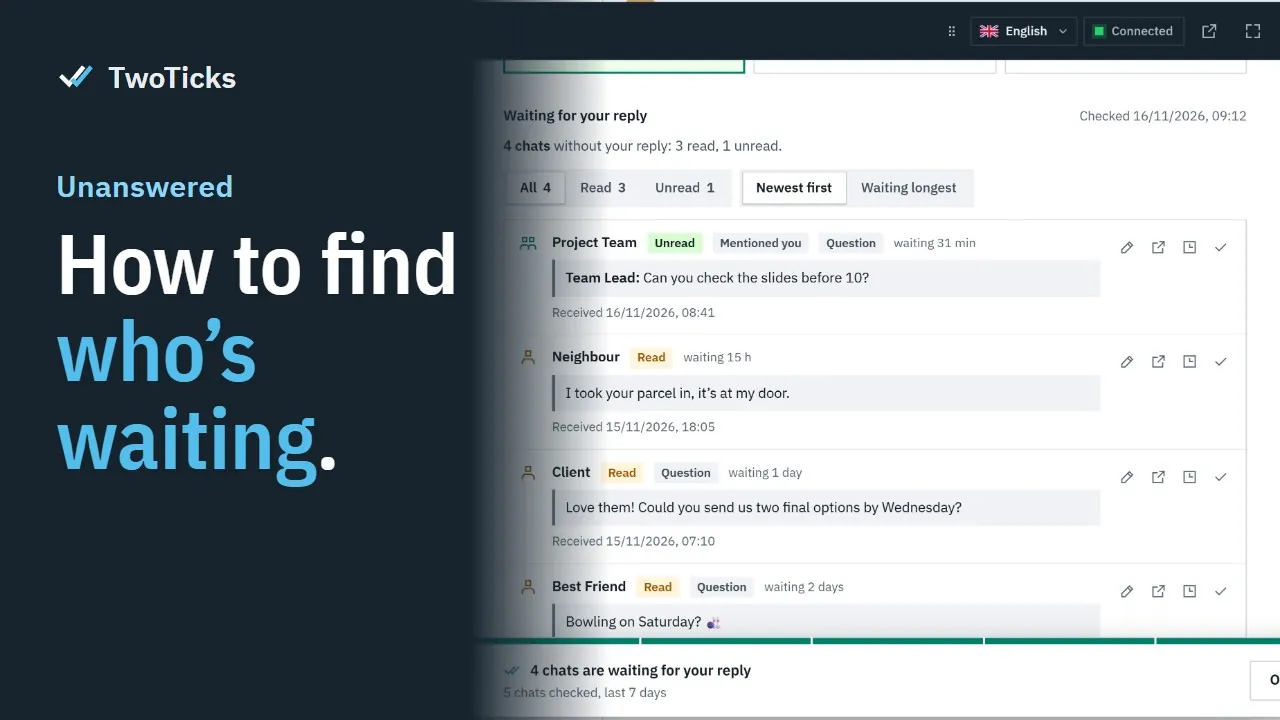 TwoTicks
Unanswered
How to find
who's
waiting.
English
Connected
Waiting for your reply
Checked 16/11/2026, 09:12
4 chats without your reply: 3 read, 1 unread.
All 4 Read 3 Unread 1 Newest first Waiting longest
Project Team Unread Mentioned you Question waiting 31 min
Team Lead: Can you check the slides before 10?
Received 16/11/2026, 08:41
Neighbour Read waiting 15 h
I took your parcel in, it's at my door.
Received 15/11/2026, 18:05
Client Read Question waiting 1 day
Love them! Could you send us two final options by Wednesday?
Received 15/11/2026, 07:10
Best Friend Read Question waiting 2 days
Bowling on Saturday? 🎳
4 chats are waiting for your reply
5 chats checked, last 7 days